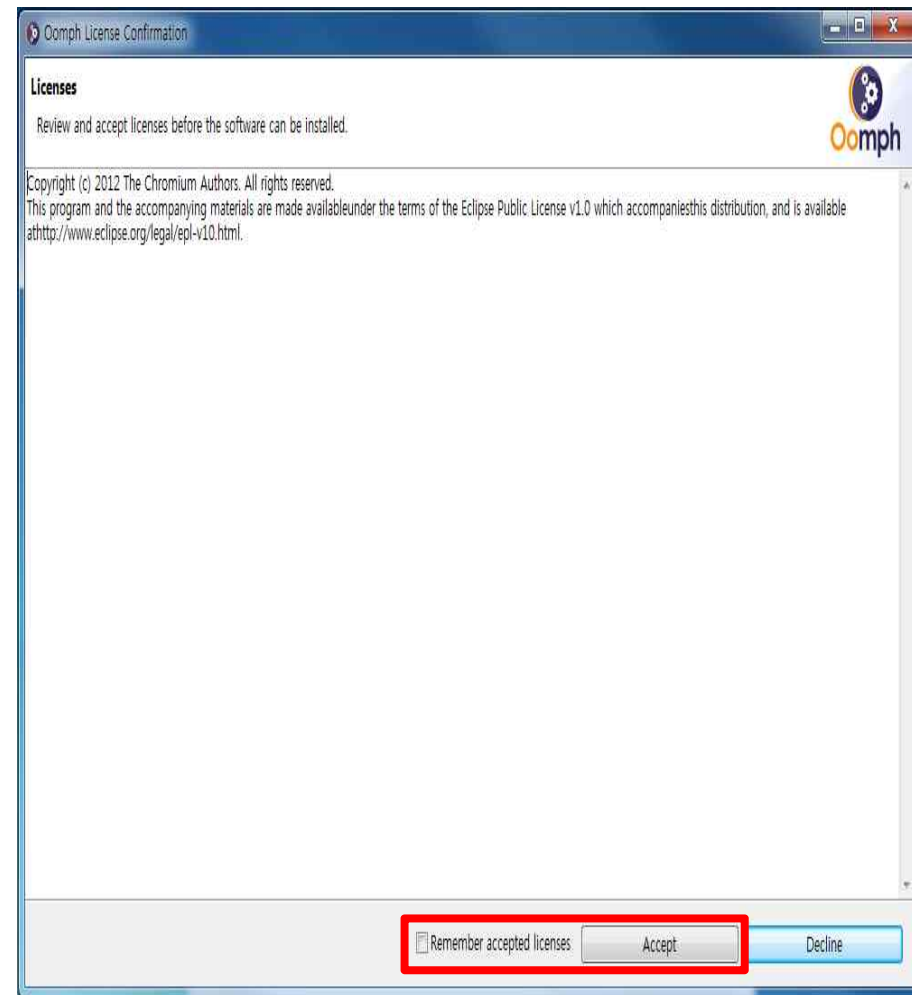 Oomph License Confirmation
Licenses
Review and accept licenses before the software can be installed.
Oomph
Copyright (c) 2012 The Chromium Authors. All rights reserved.
This program and the accompanying materials are made availableunder the terms of the Eclipse Public License v1.0 which accompaniesthis distribution, and is available
athttp://www.eclipse.org/legal/epl-v10.html.
Remember accepted licenses Accept Decline